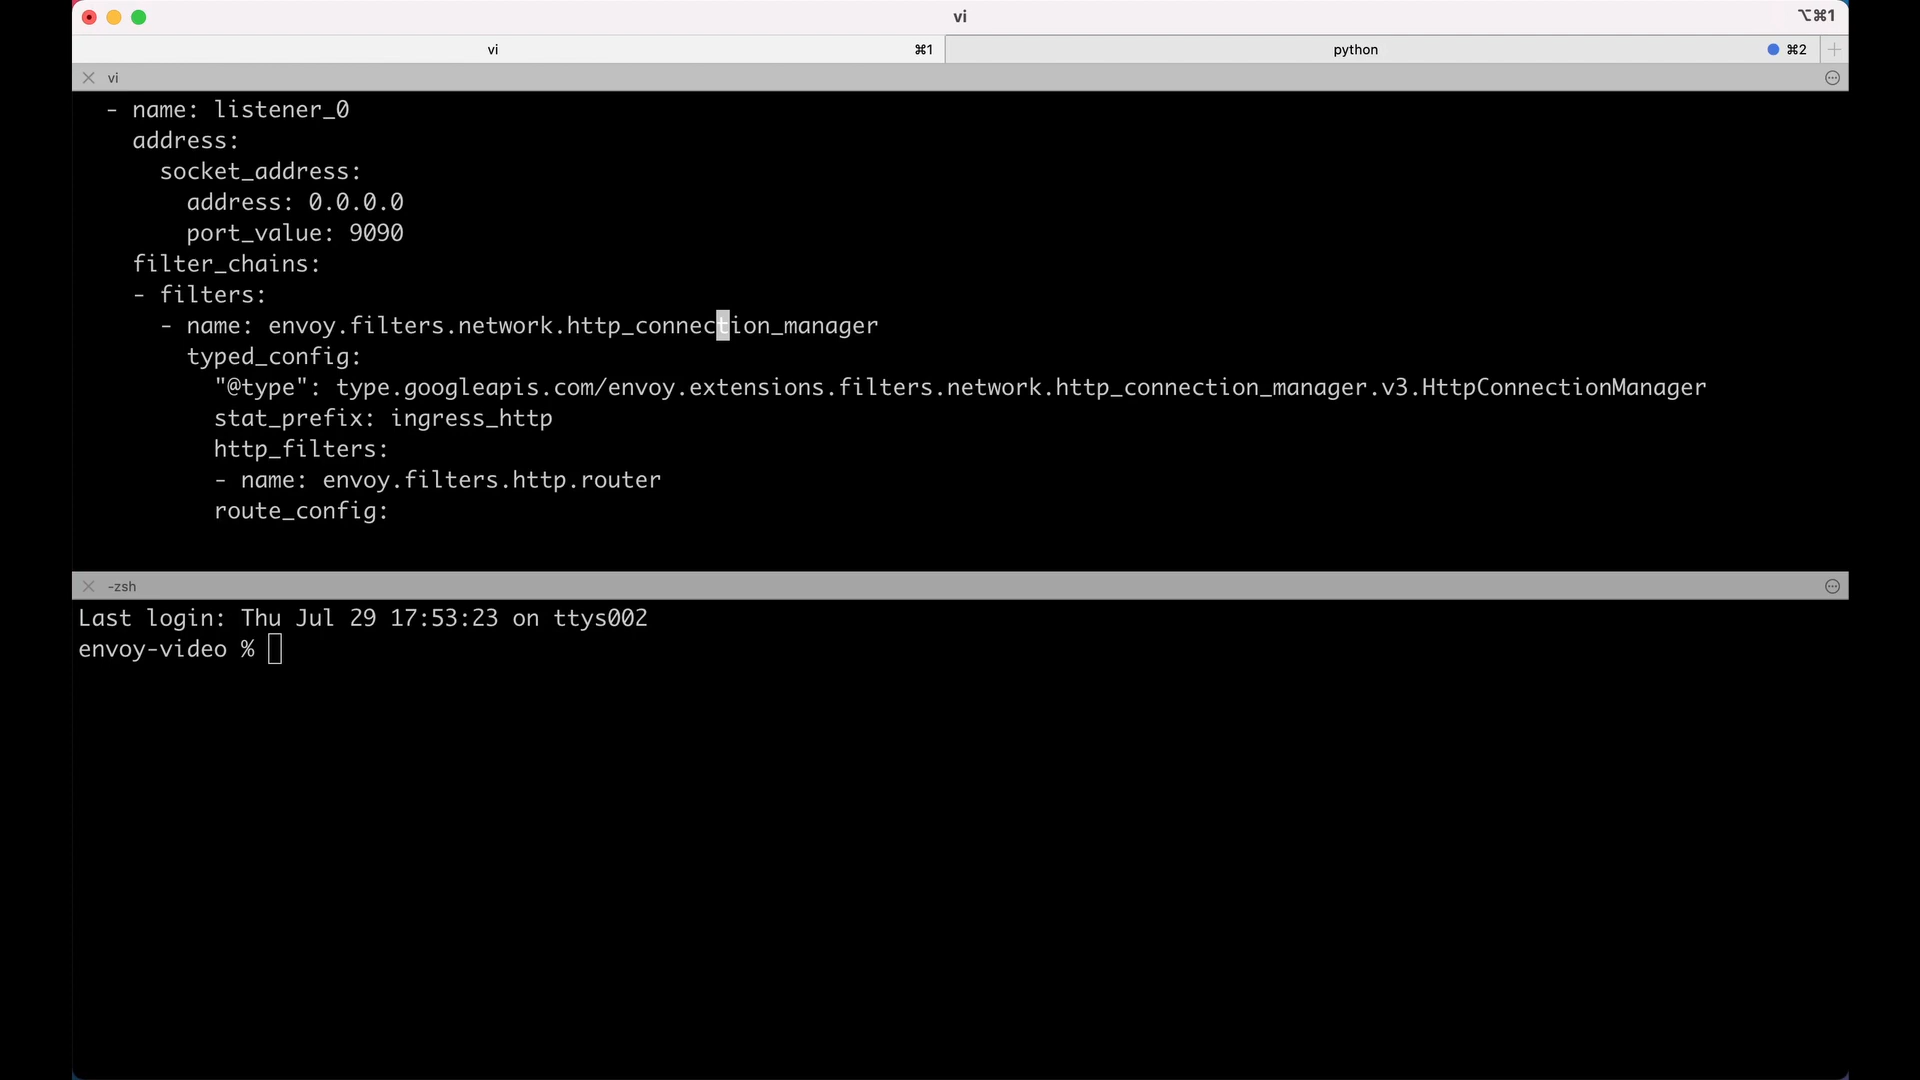 vi
⌥⌘1
vi ⌘1
python ⌘2
vi
- name: listener_0
address:
socket_address:
address: 0.0.0.0
port_value: 9090
filter_chains:
- filters:
- name: envoy.filters.network.http_connection_manager
typed_config:
"@type": type.googleapis.com/envoy.extensions.filters.network.http_connection_manager.v3.HttpConnectionManager
stat_prefix: ingress_http
http_filters:
- name: envoy.filters.http.router
route_config:
-zsh
Last login: Thu Jul 29 17:53:23 on ttys002
envoy-video %